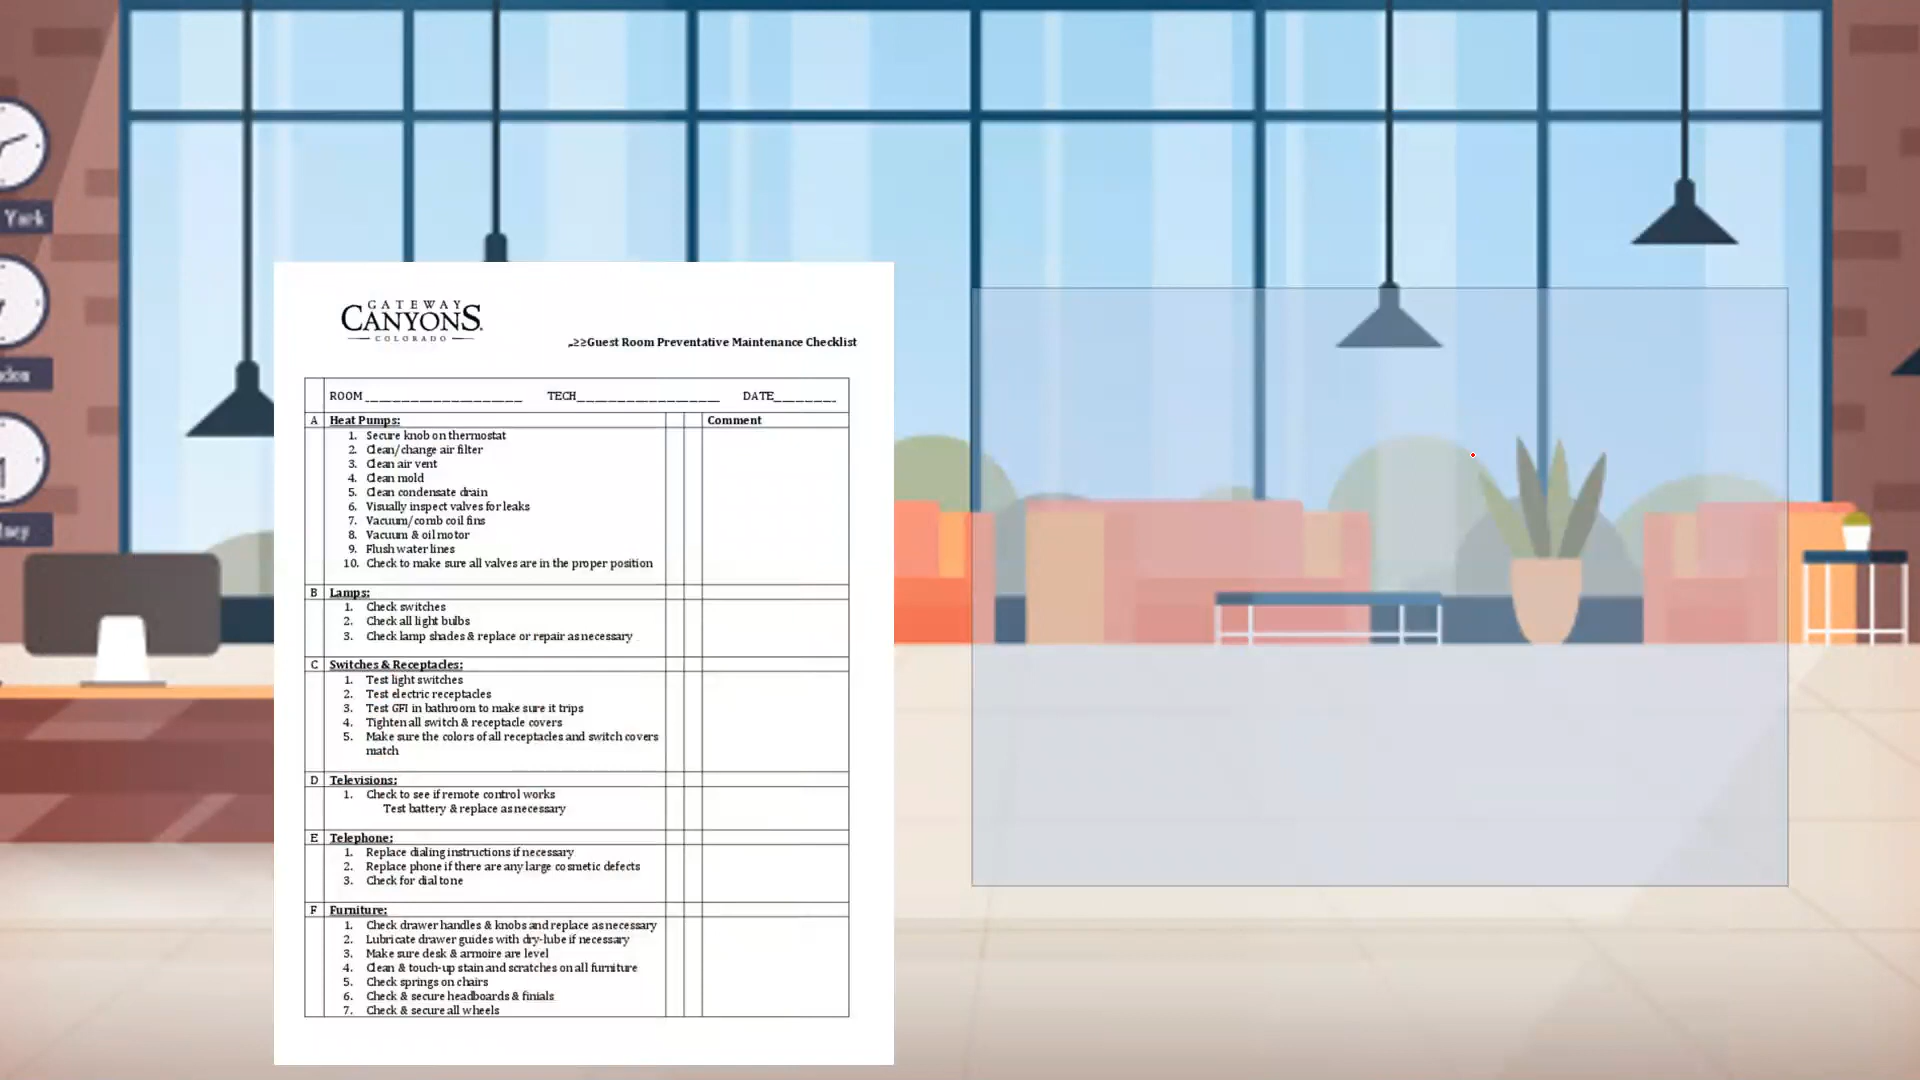 York
GATEWAY
CANYONS
COLORADO
Guest Room Preventative Maintenance Checklist
ROOM ____________________ TECH__________________ DATE________
A Heat Pumps: Comment
1. Secure knob on thermostat
2. Clean/change air filter
3. Clean air vent
4. Clean mold
5. Clean condensate drain
6. Visually inspect valves for leaks
7. Vacuum/comb coil fins
8. Vacuum & oil motor
9. Flush water lines
10. Check to make sure all valves are in the proper position
B Lamps:
1. Check switches
2. Check all light bulbs
3. Check lamp shades & replace or repair as necessary
C Switches & Receptacles:
1. Test light switches
2. Test electric receptacles
3. Test GFI in bathroom to make sure it trips
4. Tighten all switch & receptacle covers
5. Make sure the colors of all receptacles and switch covers
match
D Televisions:
1. Check to see if remote control works
Test battery & replace as necessary
E Telephone:
1. Replace dialing instructions if necessary
2. Replace phone if there are any large cosmetic defects
3. Check for dial tone
F Furniture:
1. Check drawer handles & knobs and replace as necessary
2. Lubricate drawer guides with dry-lube if necessary
3. Make sure desk & armoire are level
4. Clean & touch-up stain and scratches on all furniture
5. Check springs on chairs
6. Check & secure headboards & finials
7. Check & secure all wheels